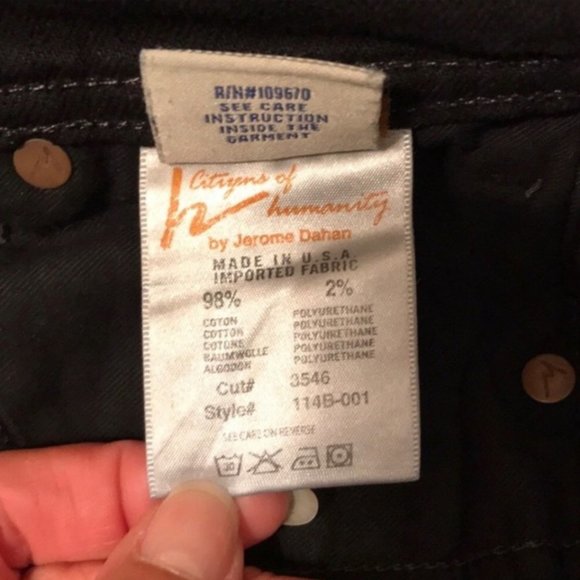 R/N#109670
SEE CARE
INSTRUCTION
INSIDE THE
GARMENT
Citizens of
humanity
by Jerome Dahan
MADE IN U.S.A
IMPORTED FABRIC
98% 2%
COTON POLYURETHANE
COTTON POLYURETHANE
COTONE POLYURETHANE
BAUMWOLLE POLYURETHANE
ALGODON POLYURETHANE
Cut# 3546
Style# 114B-001
SEE CARE ON REVERSE
30